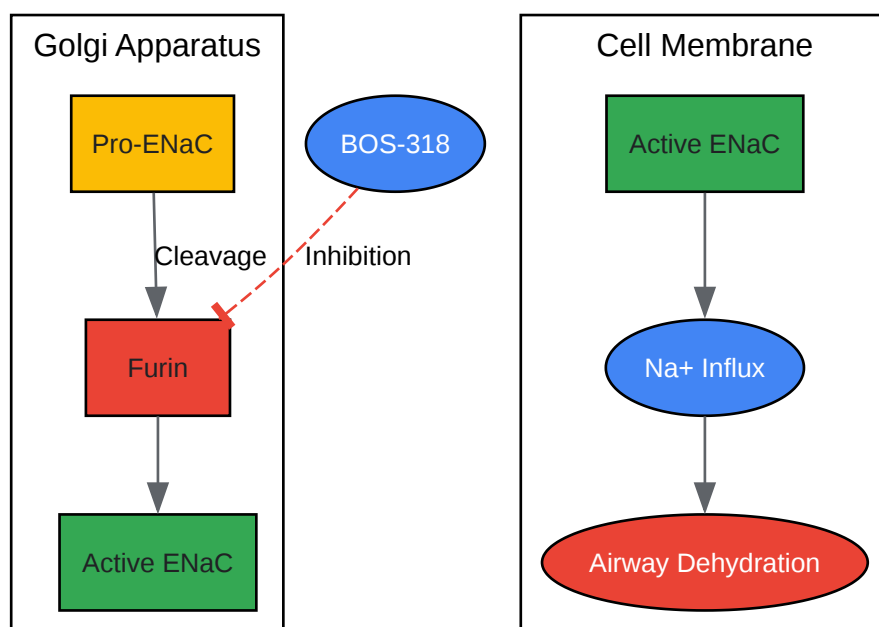 Golgi Apparatus
Pro-ENaC
BOS-318
Cleavage
Inhibition
Furin
Active ENaC
Cell Membrane
Active ENaC
Na+ Influx
Airway Dehydration